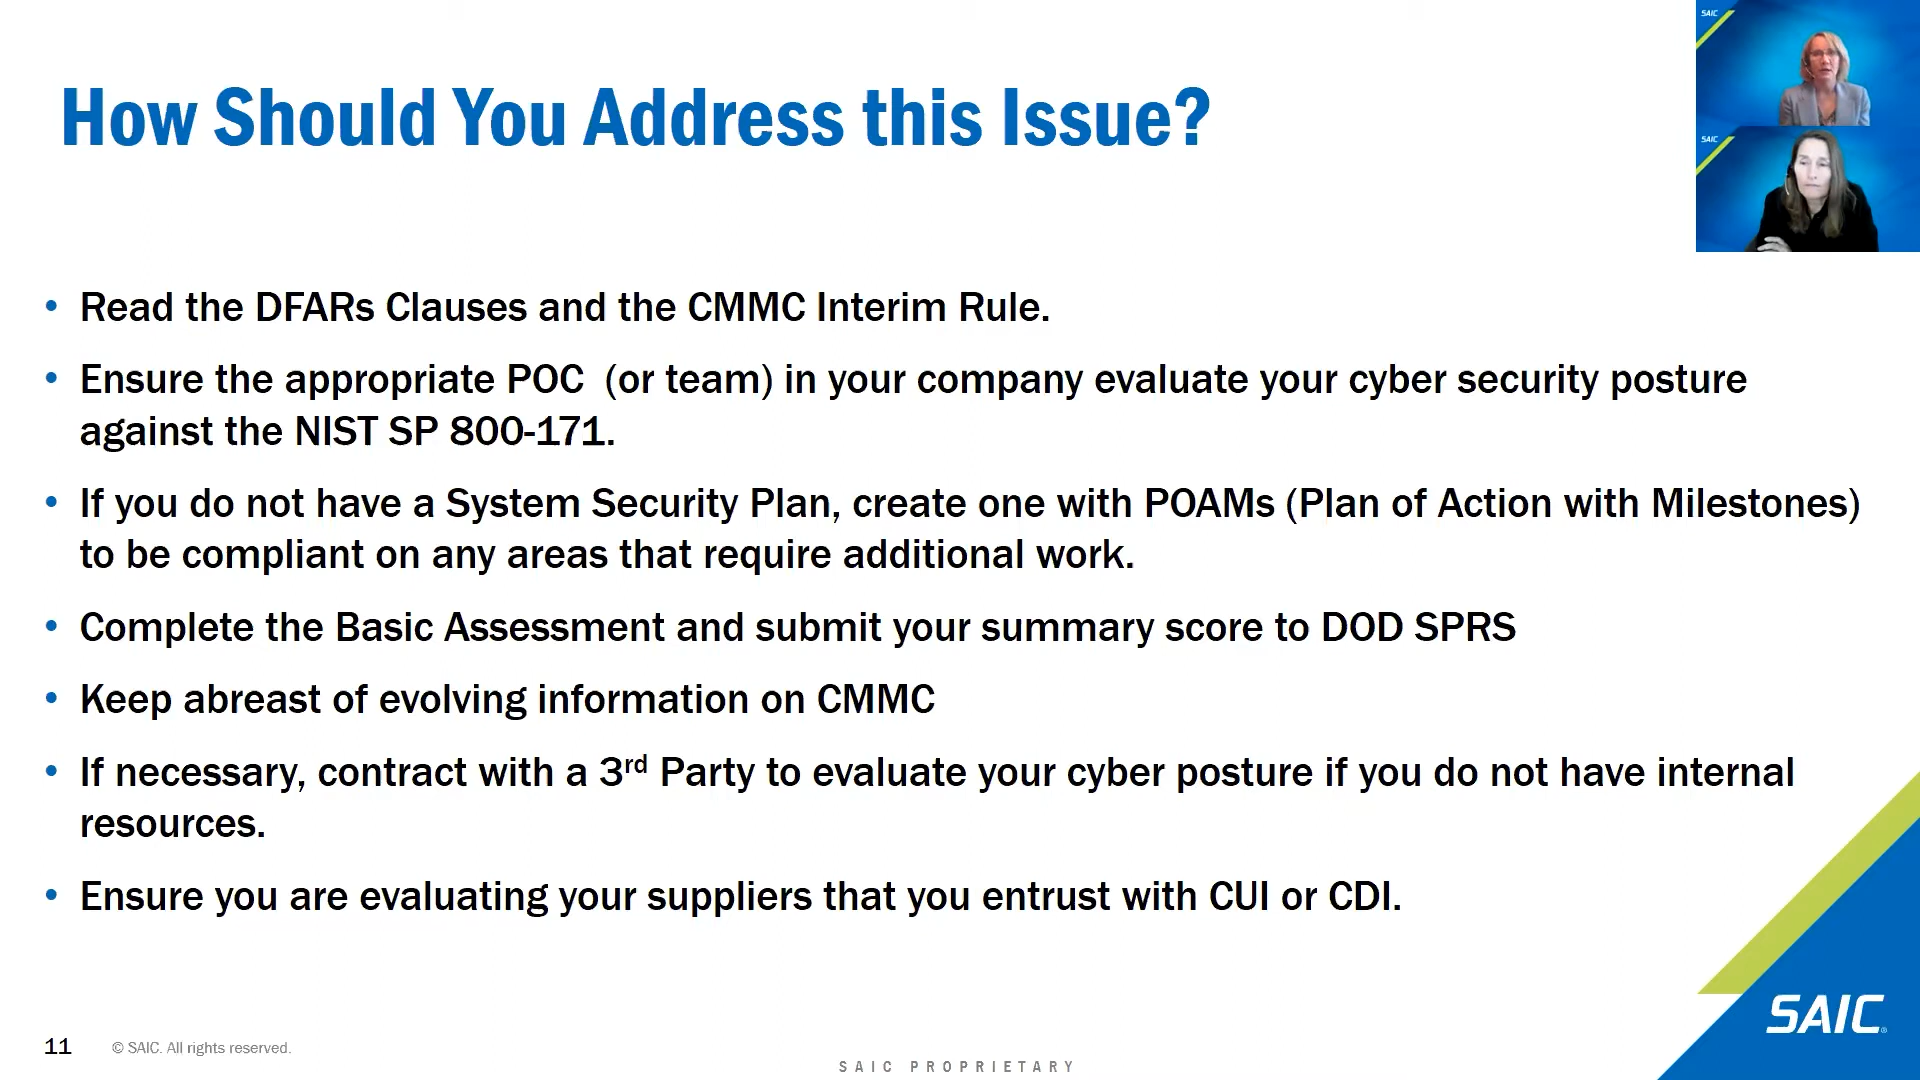 SAIC
How Should You Address this Issue?
SAIC
• Read the DFARs Clauses and the CMMC Interim Rule.
• Ensure the appropriate POC (or team) in your company evaluate your cyber security posture
against the NIST SP 800-171.
• If you do not have a System Security Plan, create one with POAMs (Plan of Action with Milestones)
to be compliant on any areas that require additional work.
• Complete the Basic Assessment and submit your summary score to DOD SPRS
• Keep abreast of evolving information on CMMC
• If necessary, contract with a 3rd Party to evaluate your cyber posture if you do not have internal
resources.
• Ensure you are evaluating your suppliers that you entrust with CUI or CDI.
SAIC®
11 © SAIC. All rights reserved.
SAIC PROPRIETARY